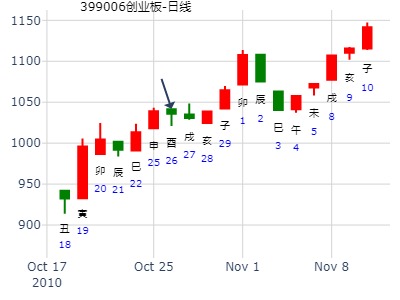 399006创业板-日线
1150
1100
1050
1000
950
900
丑
18
寅
19
卯
20
辰
21
巳
22
申
25
酉
26
戌
27
亥
28
子
29
卯
1
辰
2
巳
3
午
4
未
5
戌
8
亥
9
子
10
Oct 17
2010
Oct 25
Nov 1
Nov 8